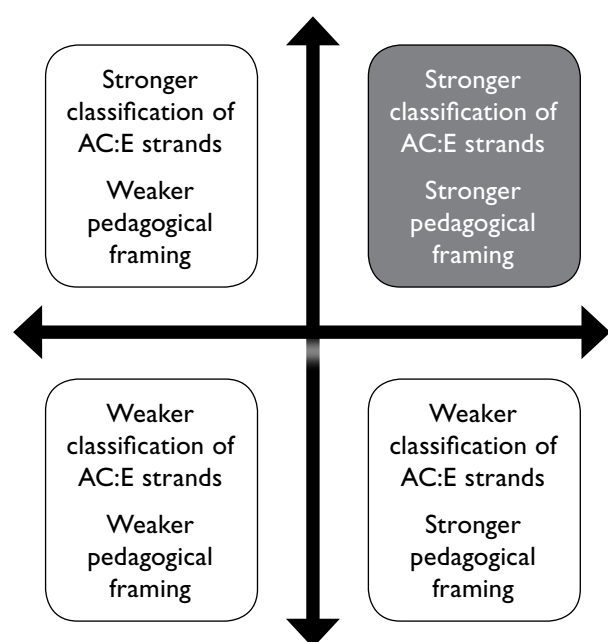 Stronger
classification of
AC:E strands
Weaker
pedagogical
framing
Stronger
classification of
AC:E strands
Stronger
pedagogical
framing
Weaker
classification of
AC:E strands
Weaker
pedagogical
framing
Weaker
classification of
AC:E strands
Stronger
pedagogical
framing